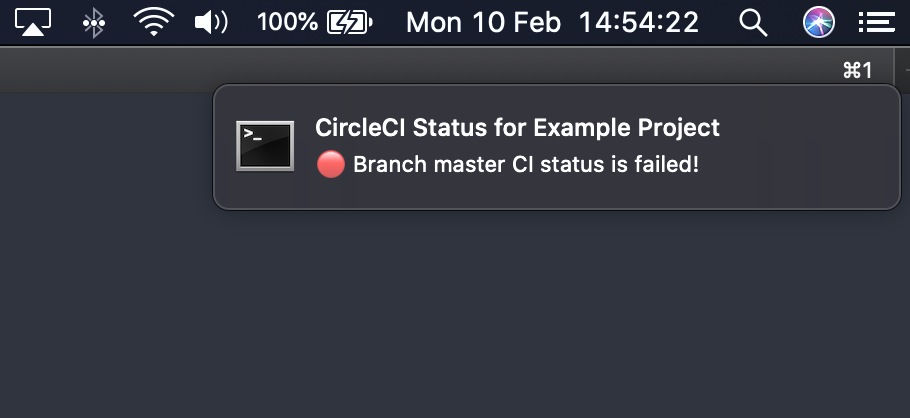 100% Mon 10 Feb 14:54:22
⌘1
>_
CircleCI Status for Example Project
🔴 Branch master CI status is failed!